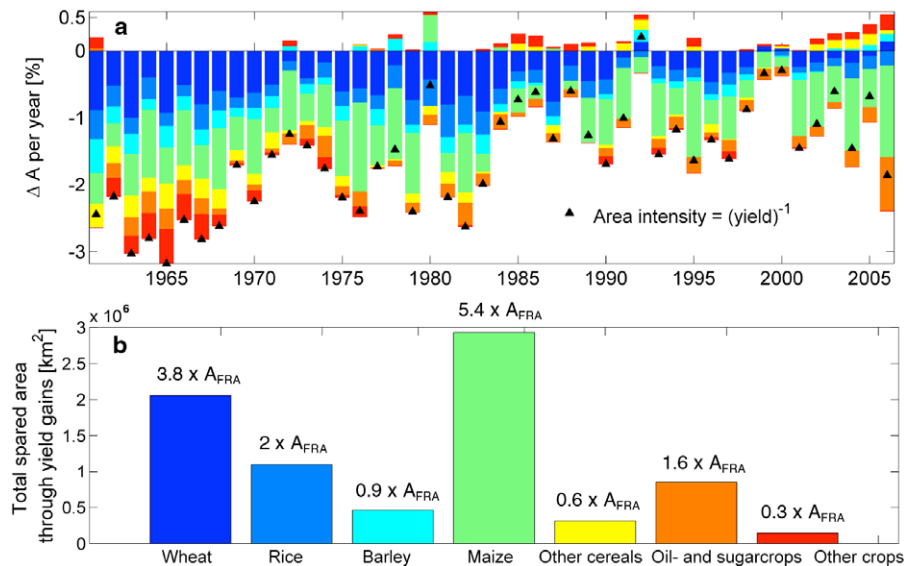 a
Δ A per year [%]
0.5
0
-1
-2
-3
▲ Area intensity = (yield)⁻¹
1965 1970 1975 1980 1985 1990 1995 2000 2005
x 10⁶
b
Total spared area
through yield gains [km²]
3
2.5
2
1.5
1
0.5
0
3.8 x A_FRA
2 x A_FRA
0.9 x A_FRA
5.4 x A_FRA
0.6 x A_FRA
1.6 x A_FRA
0.3 x A_FRA
Wheat Rice Barley Maize Other cereals Oil- and sugarcrops Other crops